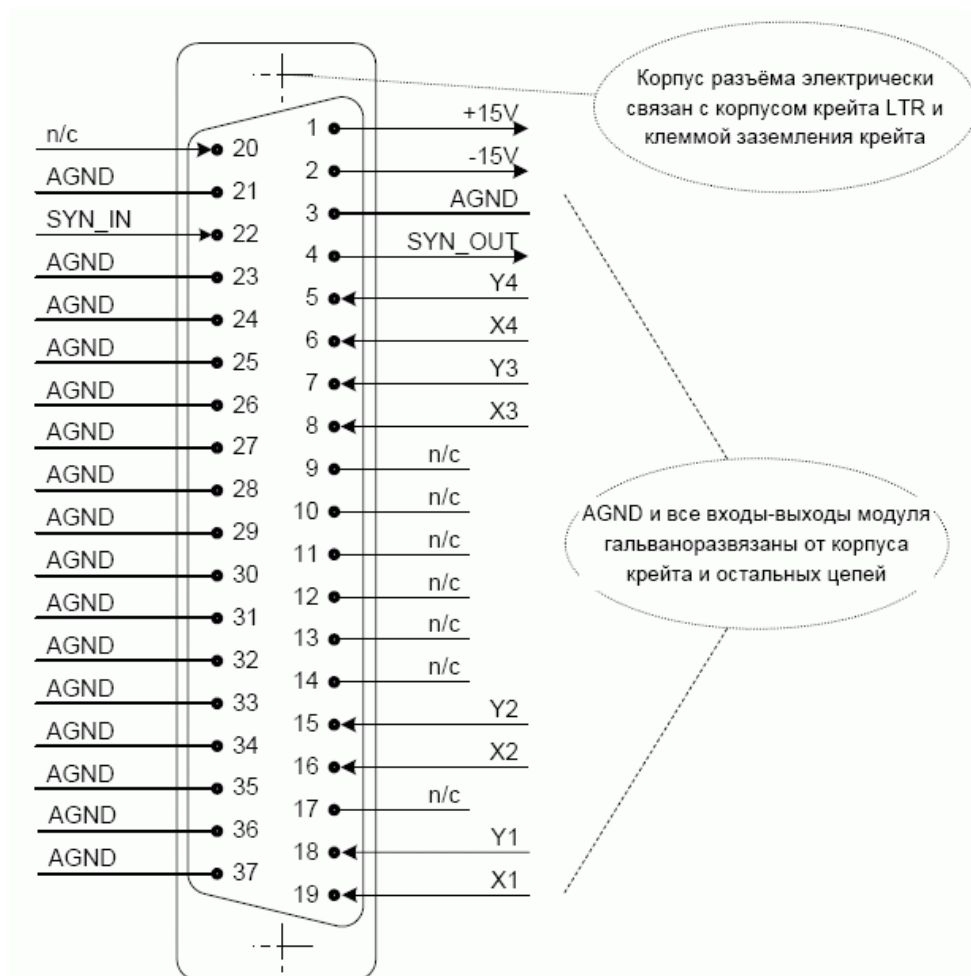 Корпус разъёма электрически
связан с корпусом крейта LTR и
клеммой заземления крейта
n/c 20
AGND 21
SYN_IN 22
AGND 23
AGND 24
AGND 25
AGND 26
AGND 27
AGND 28
AGND 29
AGND 30
AGND 31
AGND 32
AGND 33
AGND 34
AGND 35
AGND 36
AGND 37
1 +15V
2 -15V
3 AGND
4 SYN_OUT
5 Y4
6 X4
7 Y3
8 X3
9 n/c
10 n/c
11 n/c
12 n/c
13 n/c
14 n/c
15 Y2
16 X2
17 n/c
18 Y1
19 X1
AGND и все входы-выходы модуля
гальваноразвязаны от корпуса
крейта и остальных цепей